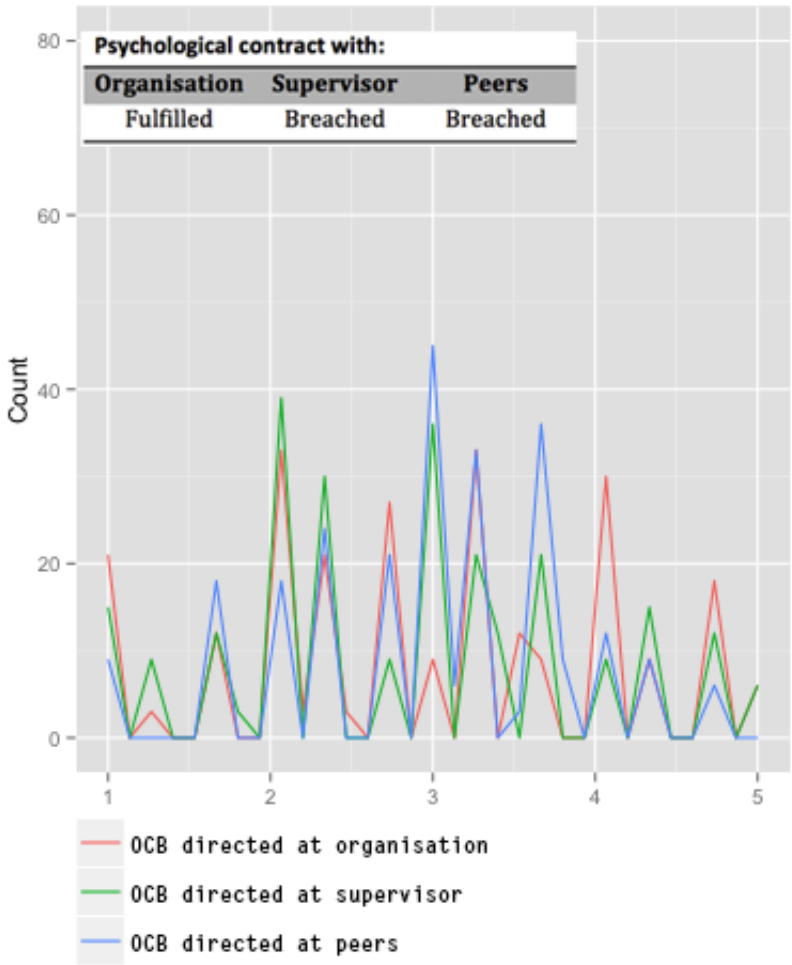 80
Psychological contract with:
Organisation Supervisor Peers
Fulfilled Breached Breached
60
Count
40
20
0
1 2 3 4 5
OCB directed at organisation
OCB directed at supervisor
OCB directed at peers